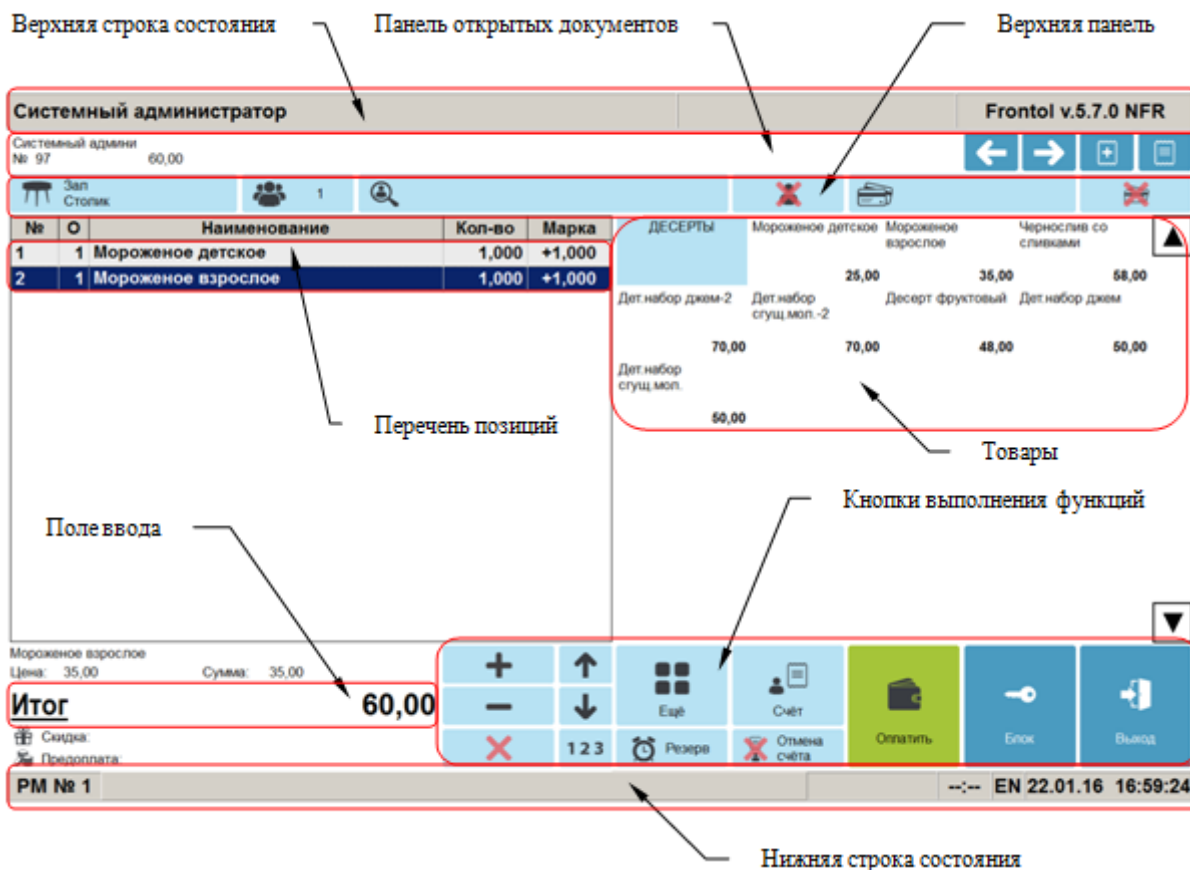 Верхняя строка состояния Панель открытых документов Верхняя панель
Системный администратор Frontol v.5.7.0 NFR
Системный админи
№ 97 60,00
Зал
Столик 1
№ О Наименование Кол-во Марка
1 1 Мороженое детское 1,000 +1,000
2 1 Мороженое взрослое 1,000 +1,000
ДЕСЕРТЫ Мороженое детское Мороженое взрослое Чернослив со сливками
25,00 35,00 58,00
Дет.набор джем-2 Дет.набор сгущ.мол.-2 Десерт фруктовый Дет.набор джем
70,00 70,00 48,00 50,00
Дет.набор
сгущ.мол.
50,00
Перечень позиций
Товары
Кнопки выполнения функций
Поле ввода
Мороженое взрослое
Цена: 35,00 Сумма: 35,00
Итог 60,00
Скидка:
Предоплата:
Ещё Счёт Оплатить Блок Выход
1 2 3 Резерв Отмена счёта
РМ № 1 --:-- EN 22.01.16 16:59:24
Нижняя строка состояния